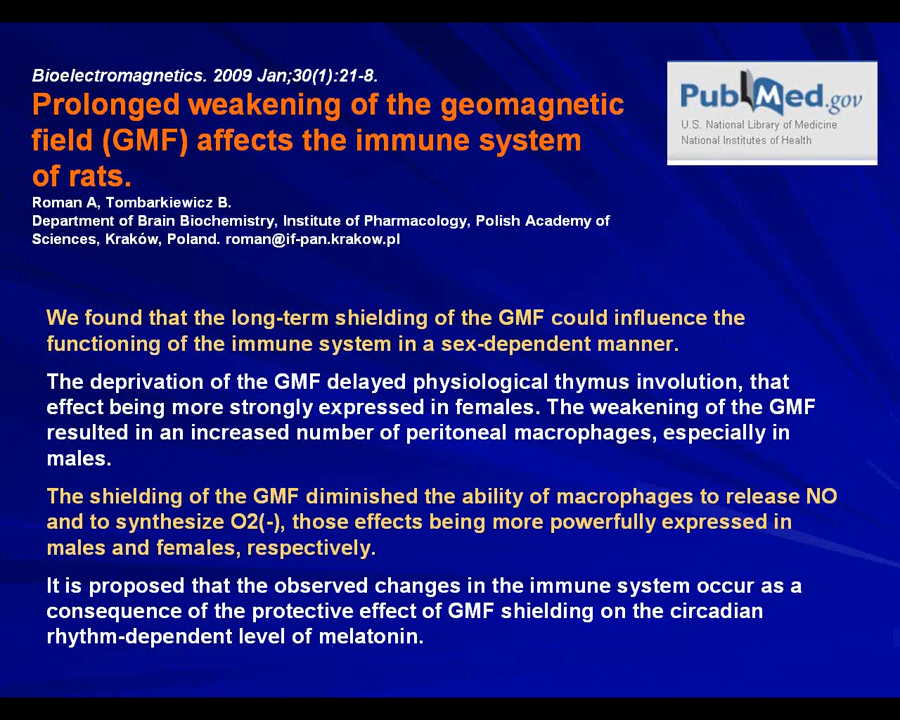 Bioelectromagnetics. 2009 Jan;30(1):21-8.
Prolonged weakening of the geomagnetic
field (GMF) affects the immune system
of rats.
Roman A, Tombarkiewicz B.
Department of Brain Biochemistry, Institute of Pharmacology, Polish Academy of
Sciences, Kraków, Poland. roman@if-pan.krakow.pl
PubMed.gov
U.S. National Library of Medicine
National Institutes of Health
We found that the long-term shielding of the GMF could influence the
functioning of the immune system in a sex-dependent manner.
The deprivation of the GMF delayed physiological thymus involution, that
effect being more strongly expressed in females. The weakening of the GMF
resulted in an increased number of peritoneal macrophages, especially in
males.
The shielding of the GMF diminished the ability of macrophages to release NO
and to synthesize O2(-), those effects being more powerfully expressed in
males and females, respectively.
It is proposed that the observed changes in the immune system occur as a
consequence of the protective effect of GMF shielding on the circadian
rhythm-dependent level of melatonin.